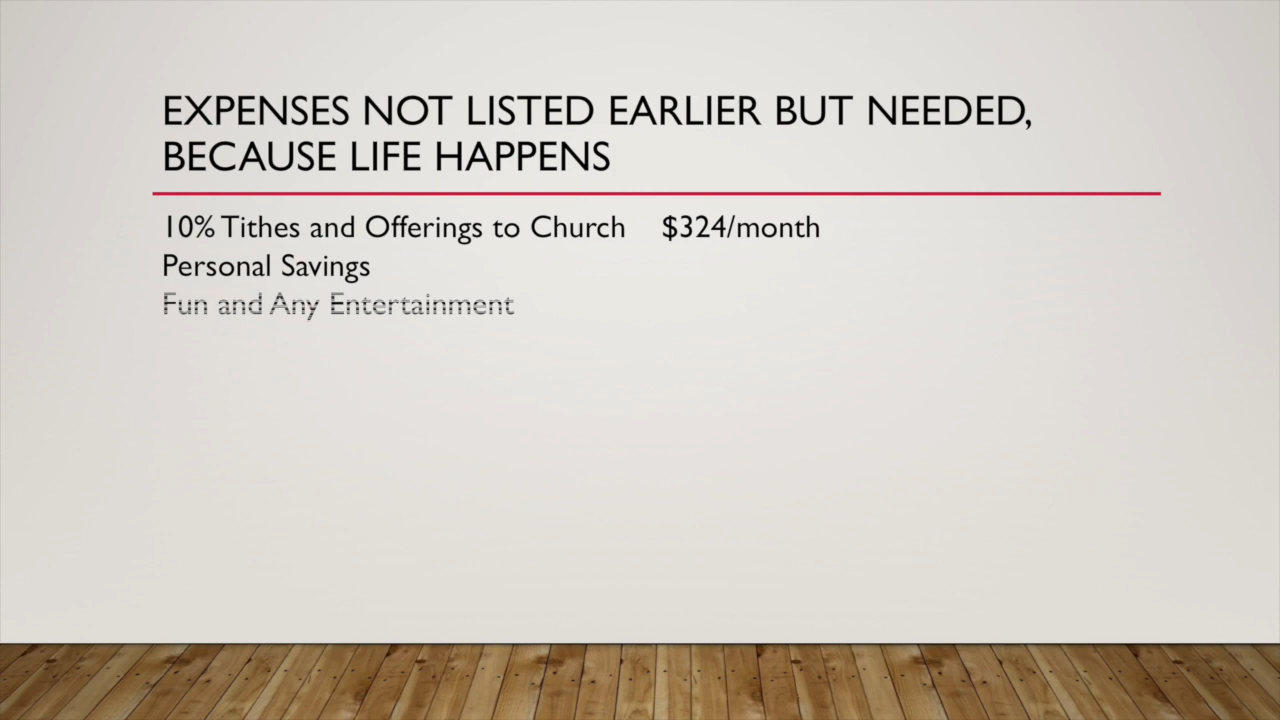 EXPENSES NOT LISTED EARLIER BUT NEEDED,
BECAUSE LIFE HAPPENS
10% Tithes and Offerings to Church $324/month
Personal Savings
Fun and Any Entertainment